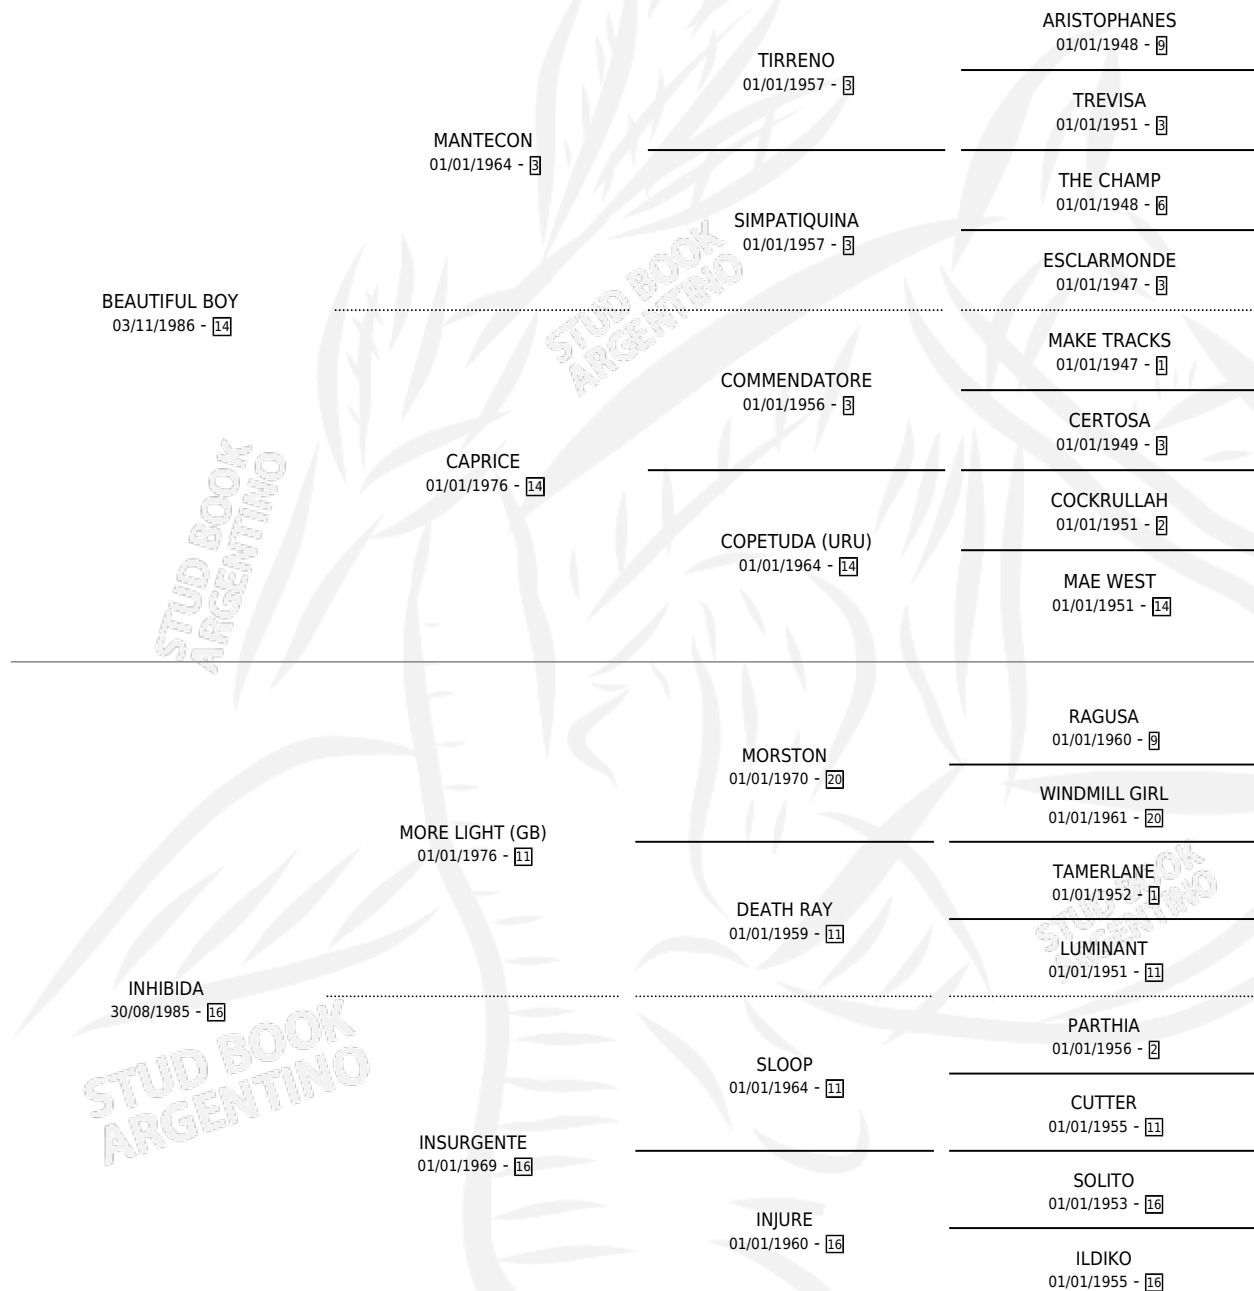 ARISTOPHANES
01/01/1948 - 9
TIRRENO
01/01/1957 - 3
TREVISA
01/01/1951 - 3
MANTECON
01/01/1964 - 3
THE CHAMP
01/01/1948 - 6
SIMPATIQUINA
01/01/1957 - 3
ESCLARMONDE
01/01/1947 - 3
BEAUTIFUL BOY
03/11/1986 - 14
MAKE TRACKS
01/01/1947 - 1
COMMENDATORE
01/01/1956 - 3
CERTOSA
01/01/1949 - 3
CAPRICE
01/01/1976 - 14
COCKRULLAH
01/01/1951 - 2
COPETUDA (URU)
01/01/1964 - 14
MAE WEST
01/01/1951 - 14
RAGUSA
01/01/1960 - 9
MORSTON
01/01/1970 - 20
WINDMILL GIRL
01/01/1961 - 20
MORE LIGHT (GB)
01/01/1976 - 11
TAMERLANE
01/01/1952 - 1
DEATH RAY
01/01/1959 - 11
LUMINANT
01/01/1951 - 11
INHIBIDA
30/08/1985 - 16
PARTHIA
01/01/1956 - 2
SLOOP
01/01/1964 - 11
CUTTER
01/01/1955 - 11
INSURGENTE
01/01/1969 - 16
SOLITO
01/01/1953 - 16
INJURE
01/01/1960 - 16
ILDIKO
01/01/1955 - 16
STUD BOOK
ARGENTINO
STUD BOOK
ARGENTINO
STUD BOOK
ARGENTINO
STUD BOOK
ARGENTINO